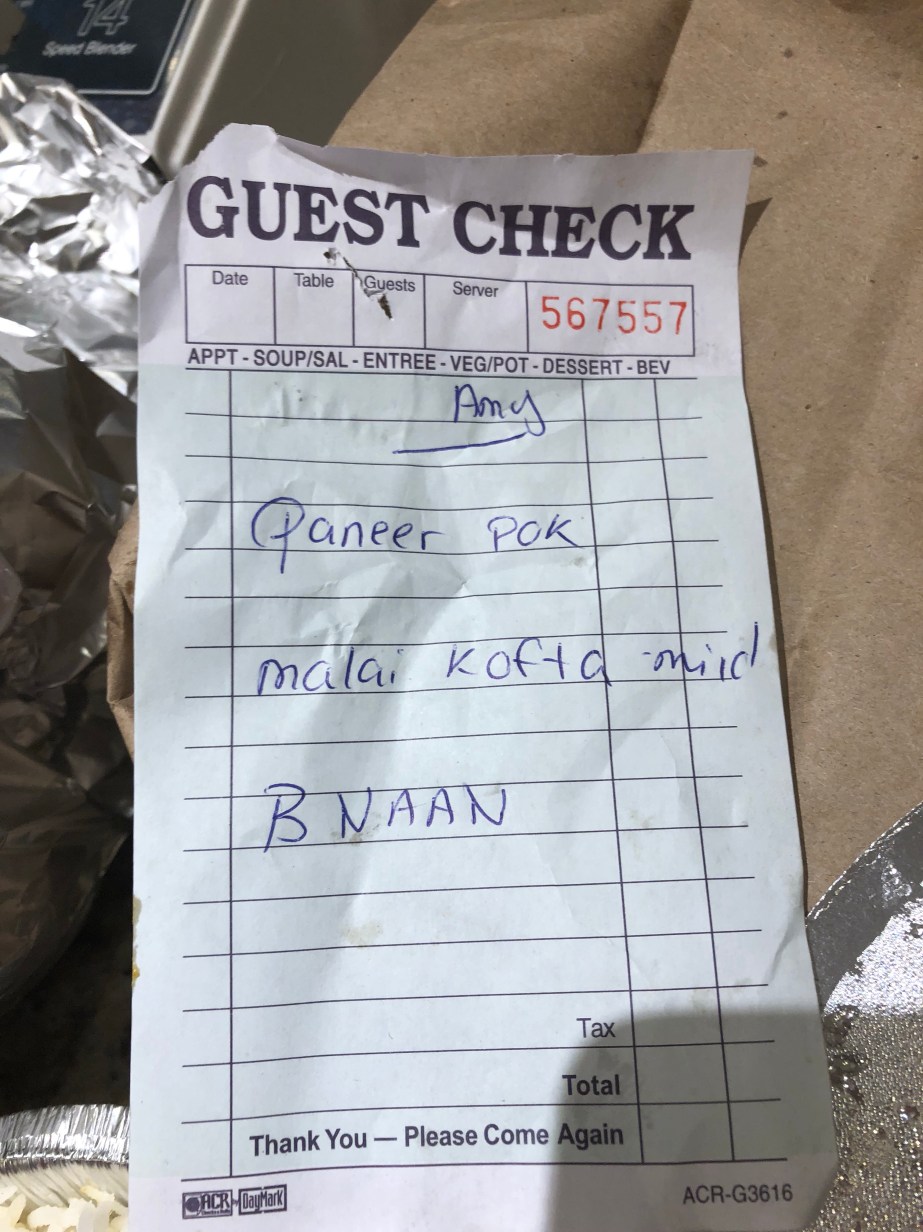 14
Speed Blender
GUEST CHECK
Date Table Guests Server 567557
APPT - SOUP/SAL - ENTREE - VEG/POT - DESSERT - BEV
Amy
Paneer POK
malai Kofta mild
B NAAN
Tax
Total
Thank You — Please Come Again
ACR by DayMark ACR-G3616